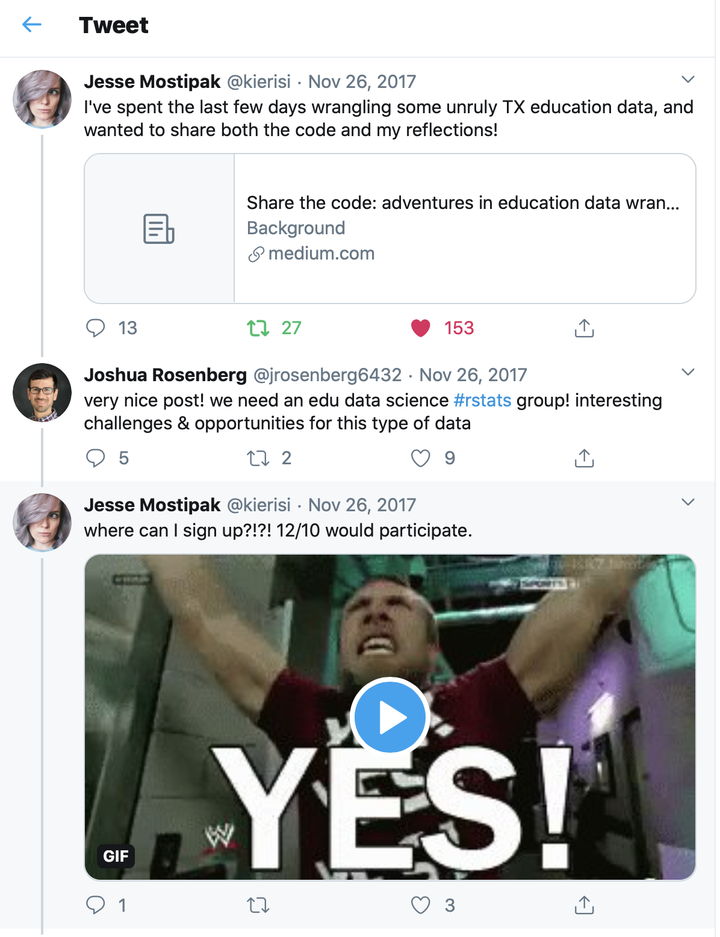 Tweet
Jesse Mostipak @kierisi · Nov 26, 2017
I've spent the last few days wrangling some unruly TX education data, and
wanted to share both the code and my reflections!
Share the code: adventures in education data wran...
Background
medium.com
13 27 153
Joshua Rosenberg @jrosenberg6432 · Nov 26, 2017
very nice post! we need an edu data science #rstats group! interesting
challenges & opportunities for this type of data
5 2 9
Jesse Mostipak @kierisi · Nov 26, 2017
where can I sign up?!?! 12/10 would participate.
YES!
W
GIF
1 3